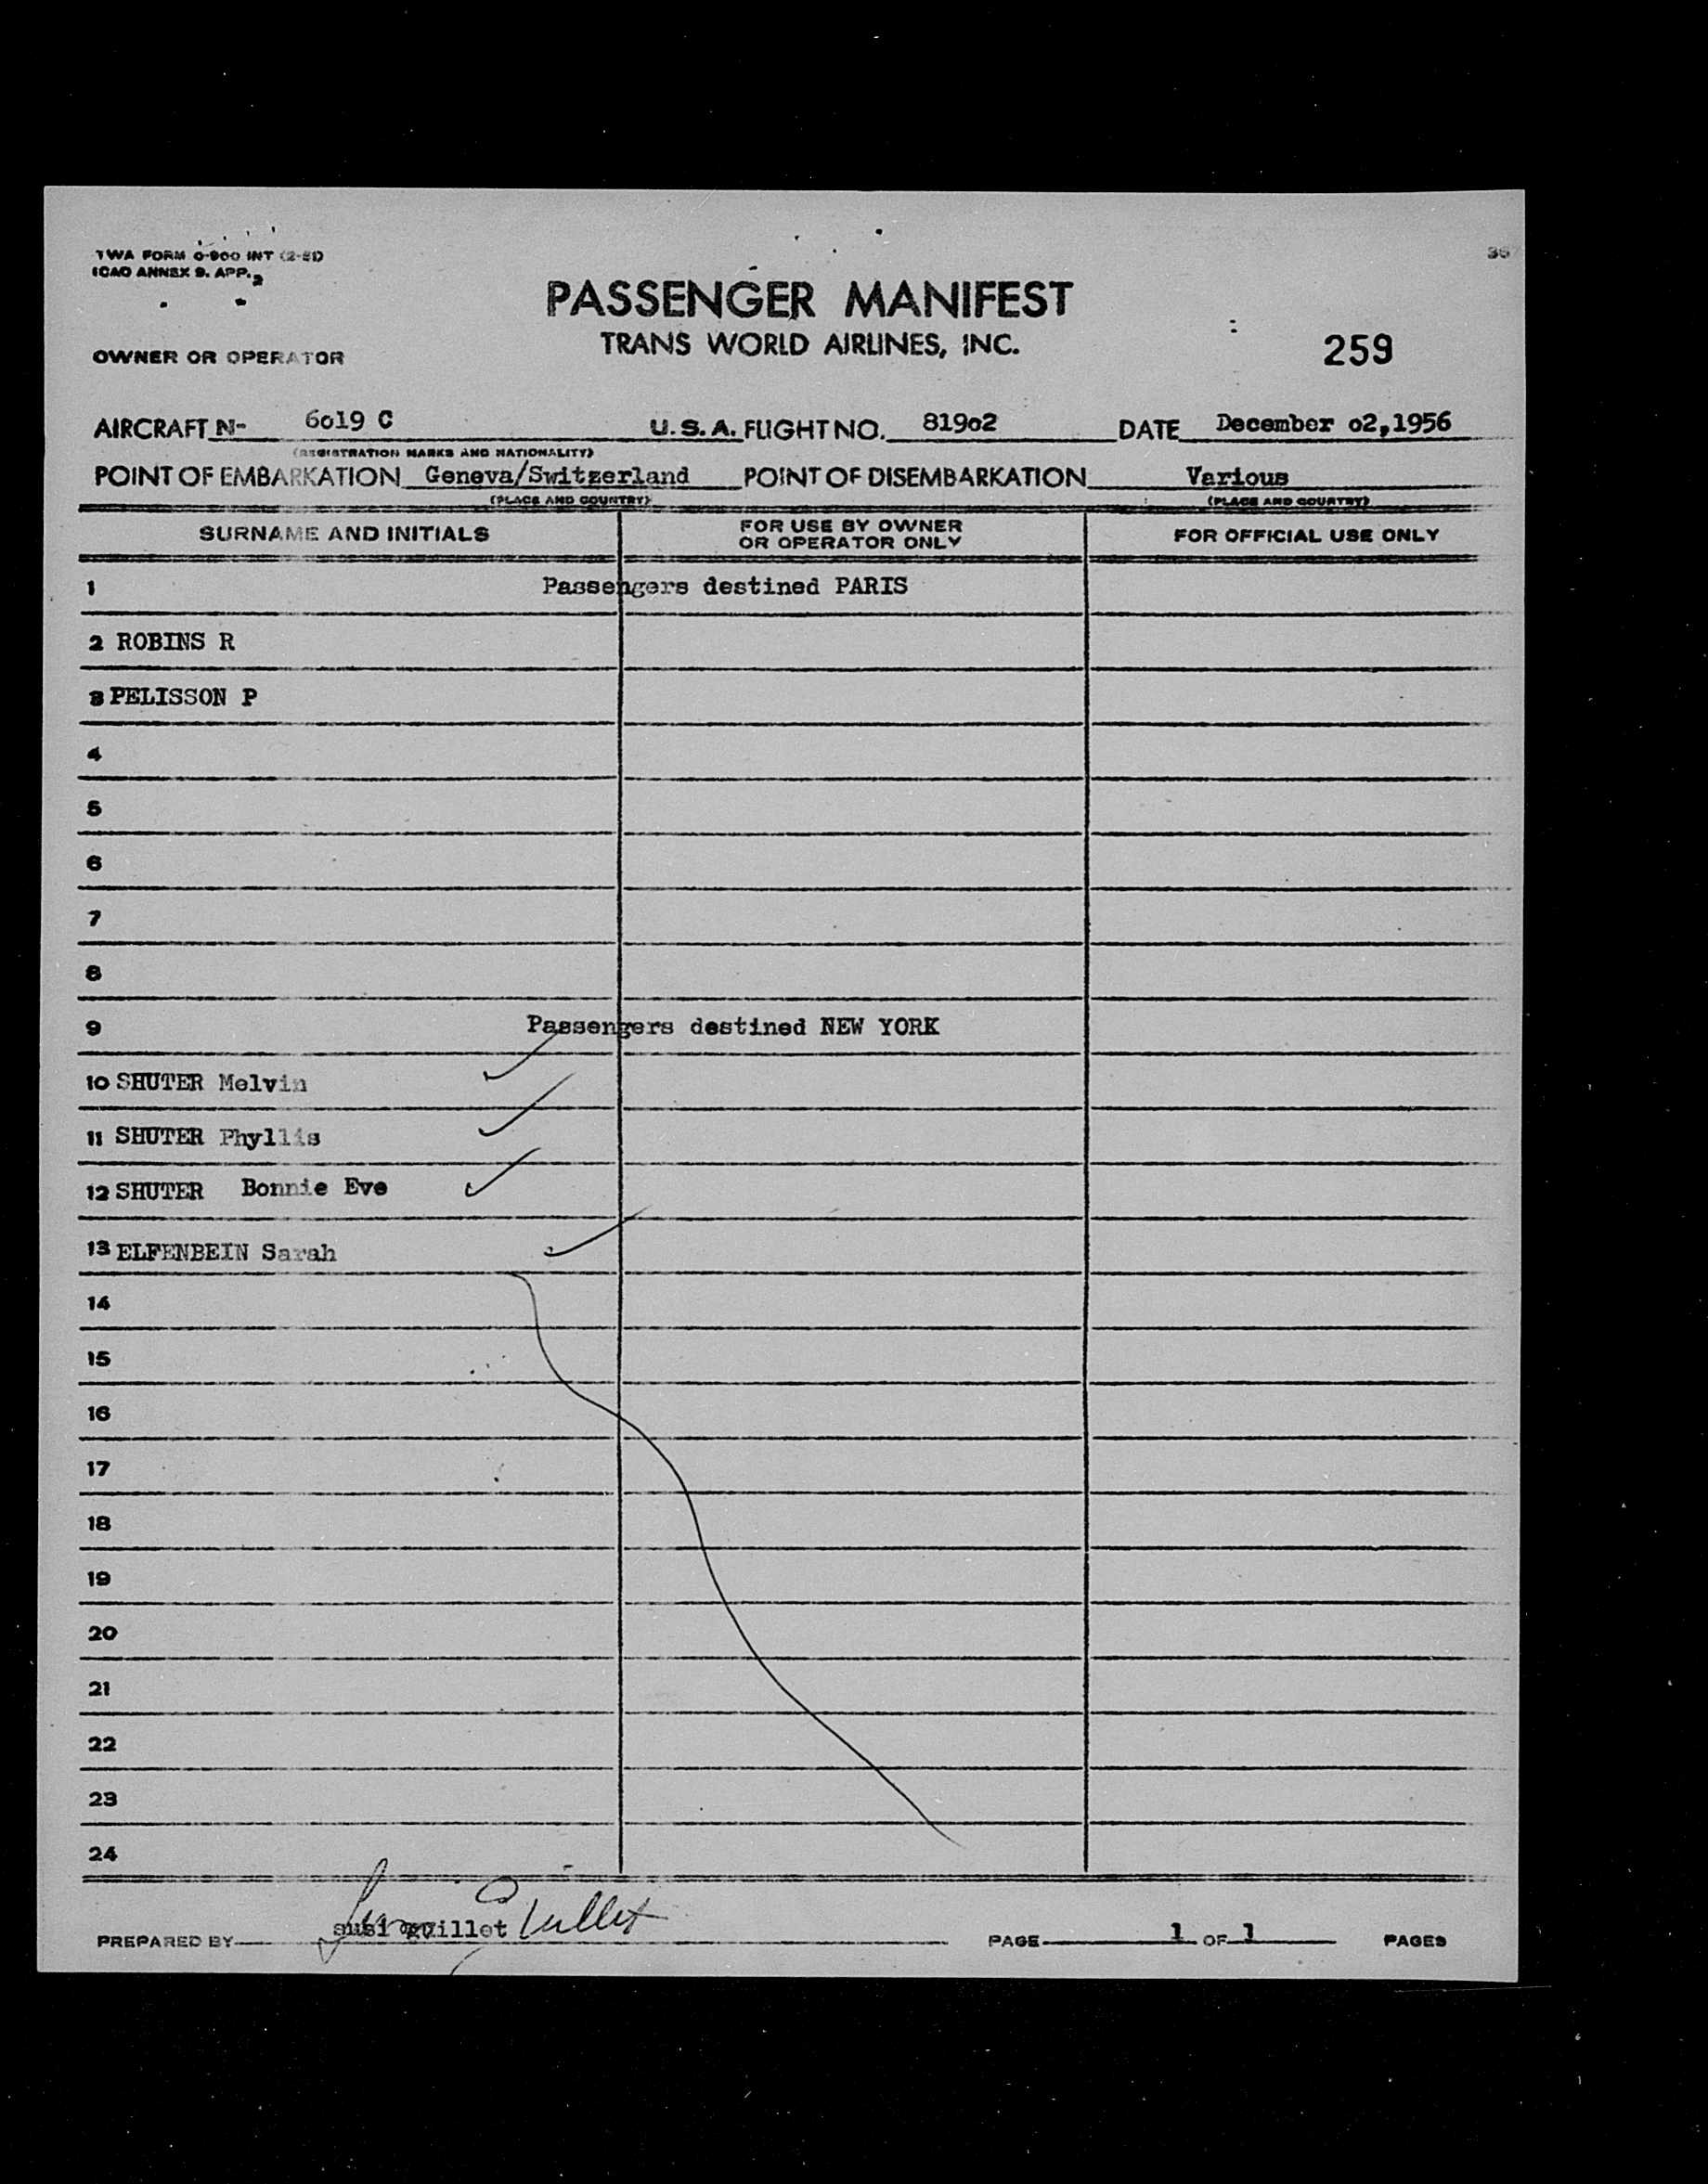 TWA FORM O-900 INT (2-51)
ICAO ANNEX 9. APP. 2
PASSENGER MANIFEST
TRANS WORLD AIRLINES, INC.
OWNER OR OPERATOR
259
AIRCRAFT N- 6o19 C U.S.A. FLIGHT NO. 819o2 DATE December o2,1956
(REGISTRATION MARKS AND NATIONALITY)
POINT OF EMBARKATION Geneva/Switzerland POINT OF DISEMBARKATION Various
(PLACE AND COUNTRY) (PLACE AND COUNTRY)
SURNAME AND INITIALS FOR USE BY OWNER OR OPERATOR ONLY FOR OFFICIAL USE ONLY
1 Passengers destined PARIS
2 ROBINS R
3 PELISSON P
4
5
6
7
8
9 Passengers destined NEW YORK
10 SHUTER Melvin
11 SHUTER Phyllis
12 SHUTER Bonnie Eve
13 ELFENBEIN Sarah
14
15
16
17
18
19
20
21
22
23
24
PREPARED BY susi guillet PAGE 1 OF 1 PAGES